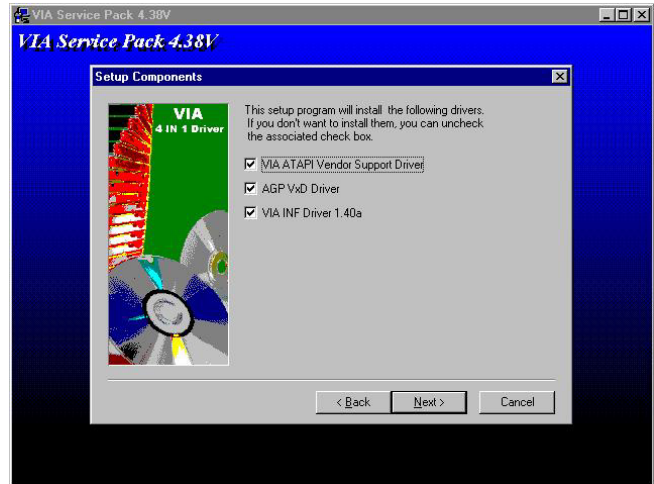 VIA Service Pack 4.38V
VIA Service Pack 4.38V
Setup Components
VIA
4 IN 1 Driver
This setup program will install the following drivers.
If you don't want to install them, you can uncheck
the associated check box.
VIA ATAPI Vendor Support Driver
AGP VxD Driver
VIA INF Driver 1.40a
< Back
Next >
Cancel